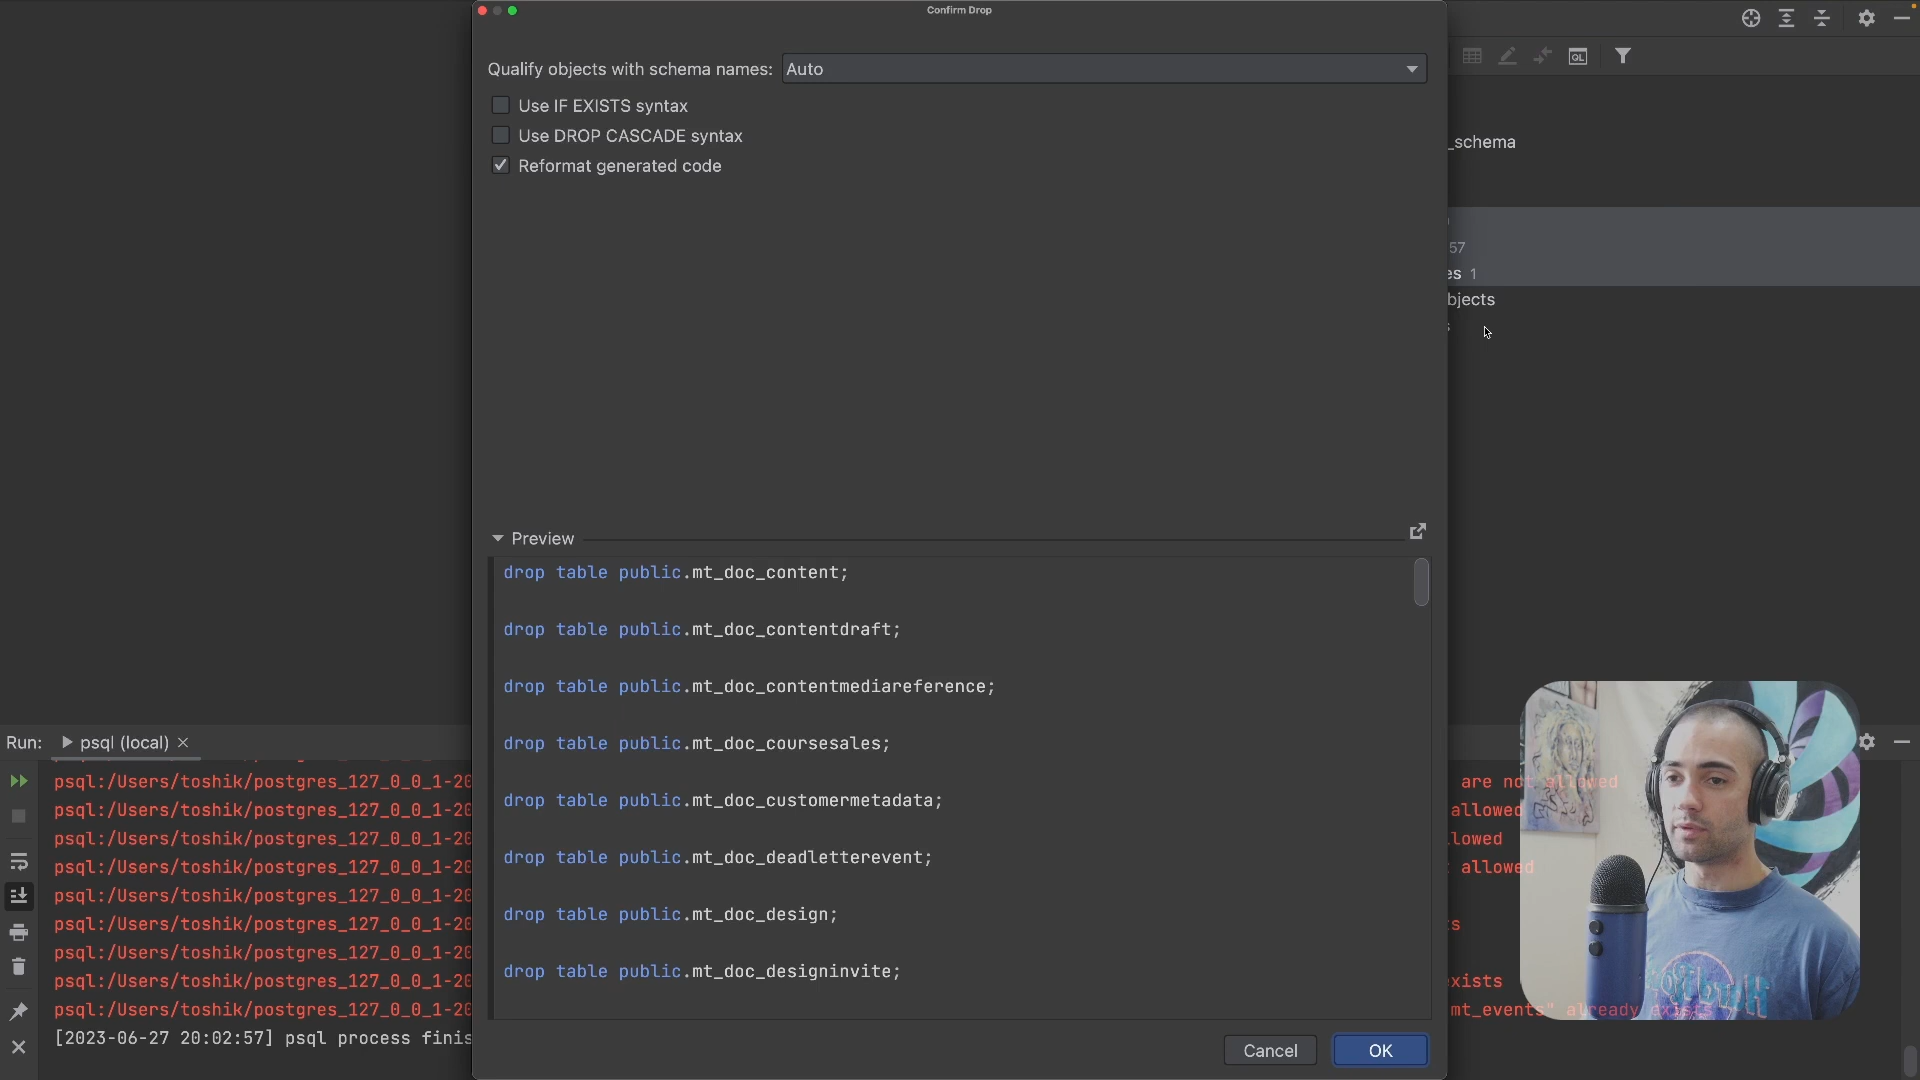 Confirm Drop
Qualify objects with schema names: Auto
Use IF EXISTS syntax
Use DROP CASCADE syntax
Reformat generated code
_schema
57
es 1
bjects
s
Preview
drop table public.mt_doc_content;
drop table public.mt_doc_contentdraft;
drop table public.mt_doc_contentmediareference;
drop table public.mt_doc_coursesales;
drop table public.mt_doc_customermetadata;
drop table public.mt_doc_deadletterevent;
drop table public.mt_doc_design;
drop table public.mt_doc_designinvite;
Cancel
OK
Run: psql (local)
psql:/Users/toshik/postgres_127_0_0_1-20
psql:/Users/toshik/postgres_127_0_0_1-20
psql:/Users/toshik/postgres_127_0_0_1-20
psql:/Users/toshik/postgres_127_0_0_1-20
psql:/Users/toshik/postgres_127_0_0_1-20
psql:/Users/toshik/postgres_127_0_0_1-20
psql:/Users/toshik/postgres_127_0_0_1-20
psql:/Users/toshik/postgres_127_0_0_1-20
psql:/Users/toshik/postgres_127_0_0_1-20
[2023-06-27 20:02:57] psql process finis
are not allowed
allowed
lowed
allowed
ts
exists
mt_events" already exists
QL